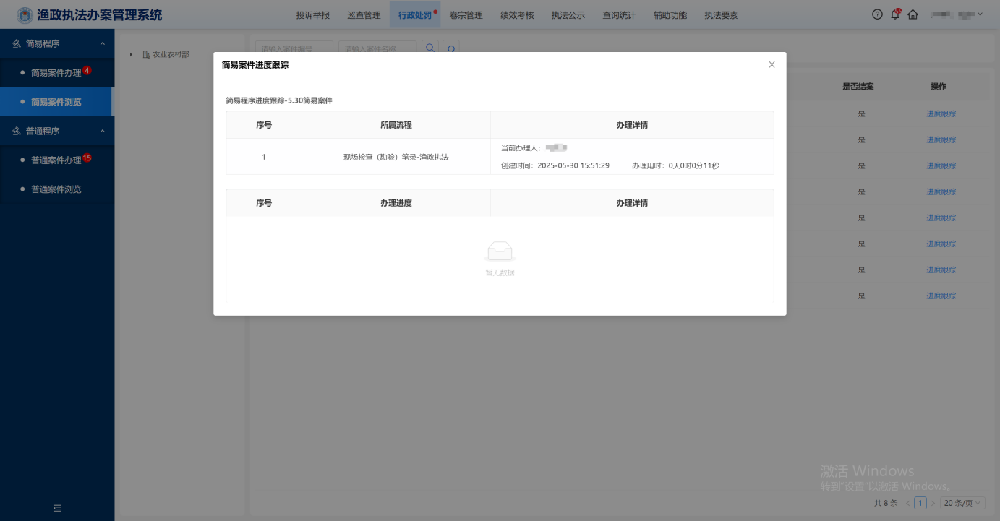 渔政执法办案管理系统
投诉举报 巡查管理 行政处罚 卷宗管理 绩效考核 执法公示 查询统计 辅助功能 执法要素
简易程序
简易案件办理 4
简易案件浏览
普通程序
普通案件办理 15
普通案件浏览
农业农村部
请输入案件编号 请输入案件名称
简易案件进度跟踪
简易程序进度跟踪-5.30简易案件
序号 所属流程 办理详情
1 现场检查（勘验）笔录-渔政执法
当前办理人：
创建时间：2025-05-30 15:51:29 办理用时：0天0时0分11秒
序号 办理进度 办理详情
暂无数据
是否结案 操作
是 进度跟踪
是 进度跟踪
是 进度跟踪
是 进度跟踪
是 进度跟踪
是 进度跟踪
是 进度跟踪
是 进度跟踪
激活 Windows
转到"设置"以激活 Windows。
共 8 条 1 20 条/页